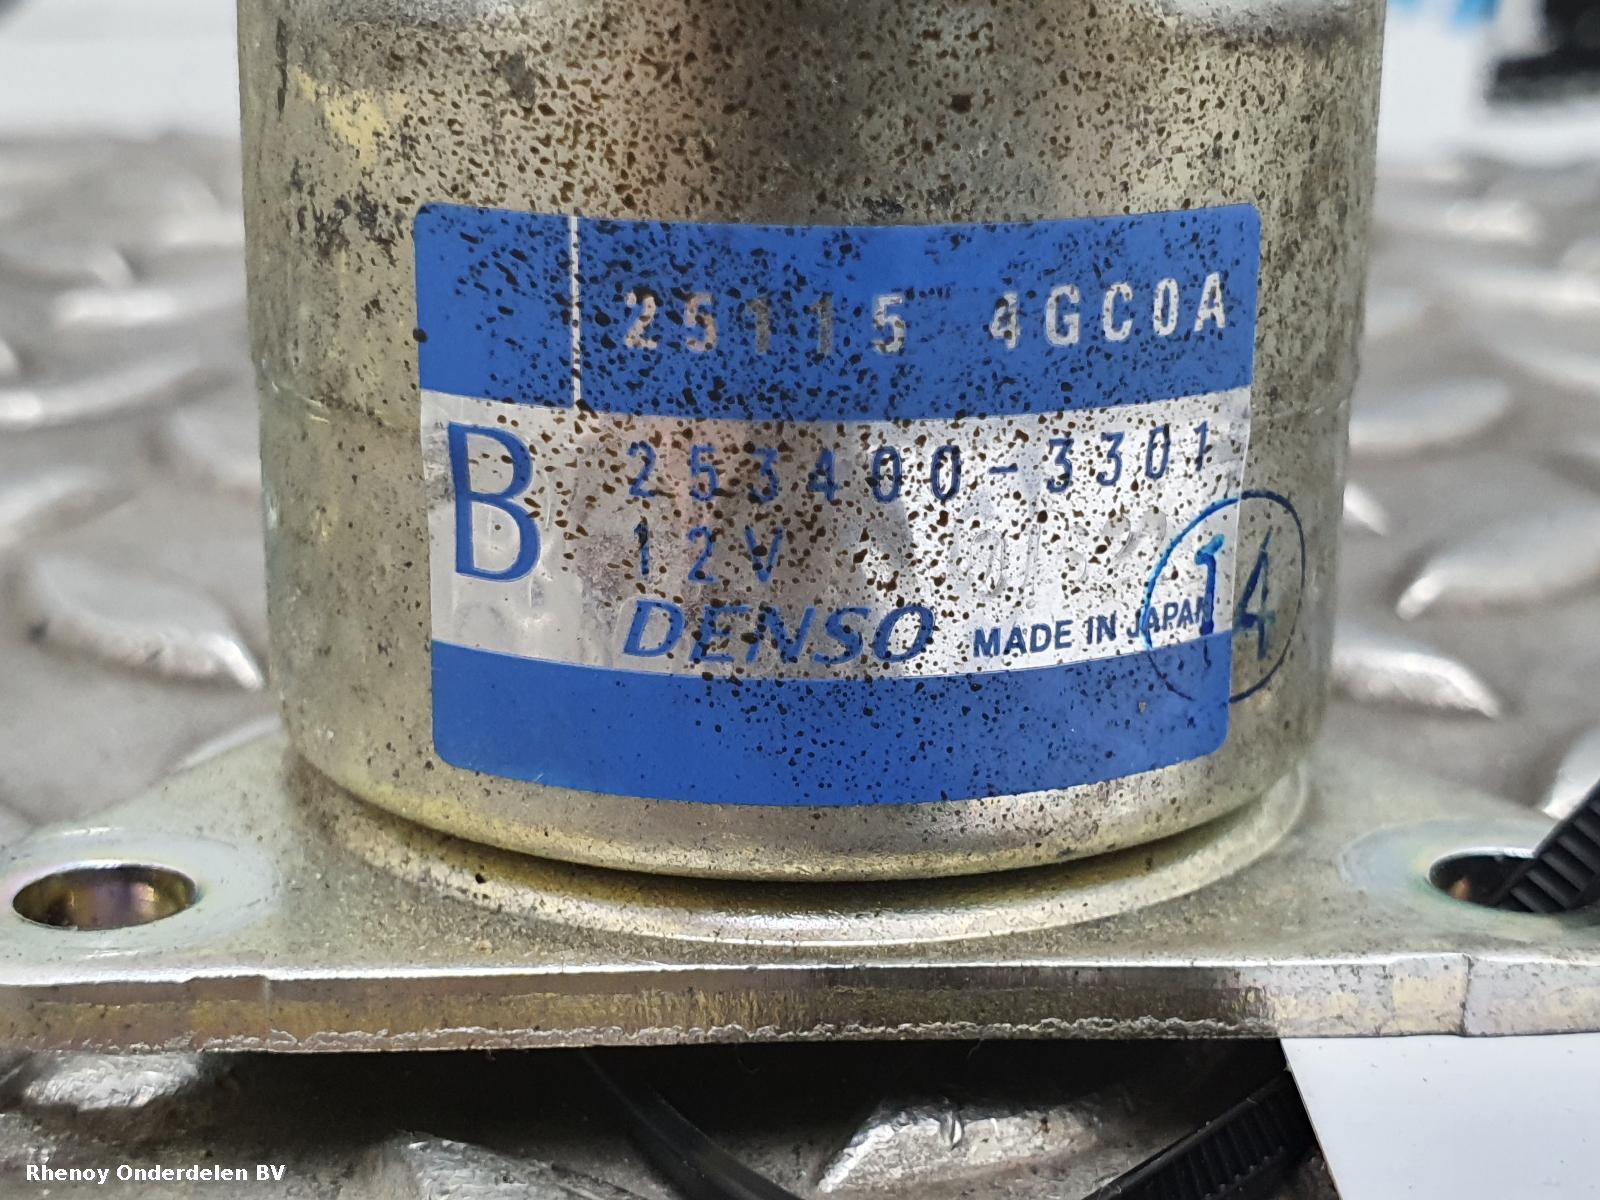 25115 4GC0A
B
253400-3301
12V
DENSO MADE IN JAPAN
14
Rhenoy Onderdelen BV